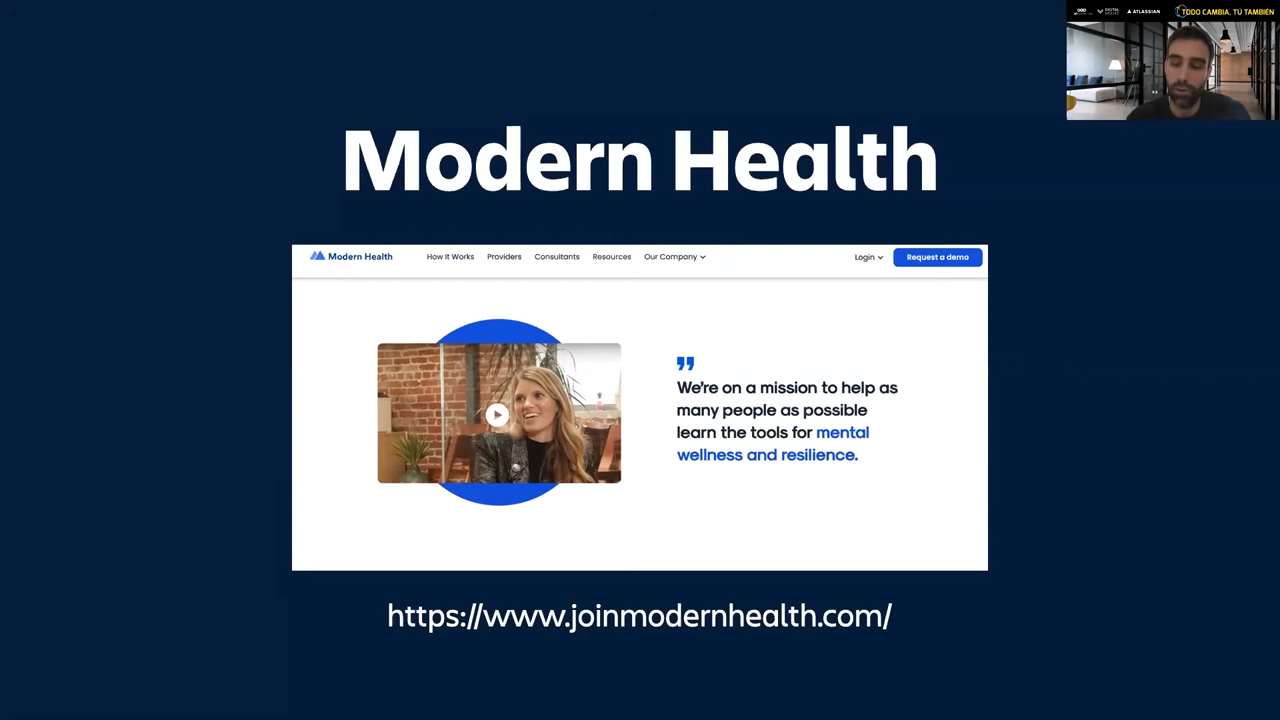 ATLASSIAN
TODO CAMBIA, TÚ TAMBIÉN
Modern Health
Modern Health
How It Works
Providers
Consultants
Resources
Our Company
Login
Request a demo
We're on a mission to help as
many people as possible
learn the tools for mental
wellness and resilience.
https://www.joinmodernhealth.com/